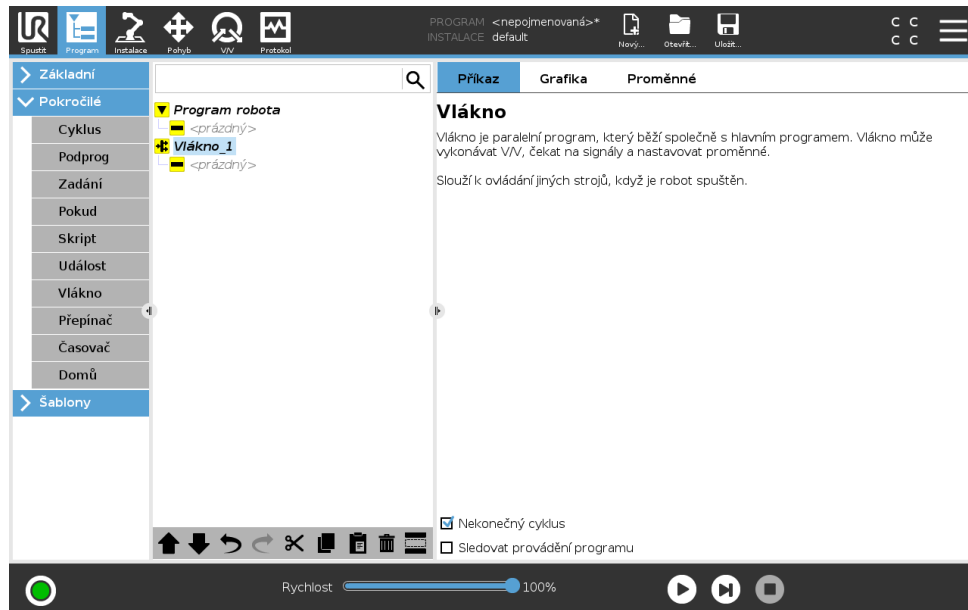 PROGRAM <nepojmenovaná>*
INSTALACE default
Spustit
Program
Instalace
Pohyb
V/V
Protokol
Nový...
Otevřít...
Uložit...
C C
C C
Základní
Pokročilé
Cyklus
Podprog
Zadání
Pokud
Skript
Událost
Vlákno
Přepínač
Časovač
Domů
Šablony
Program robota
<prázdný>
Vlákno_1
<prázdný>
Příkaz
Grafika
Proměnné
Vlákno
Vlákno je paralelní program, který běží společně s hlavním programem. Vlákno může
vykonávat V/V, čekat na signály a nastavovat proměnné.
Slouží k ovládání jiných strojů, když je robot spuštěn.
Nekonečný cyklus
Sledovat provádění programu
Rychlost
100%